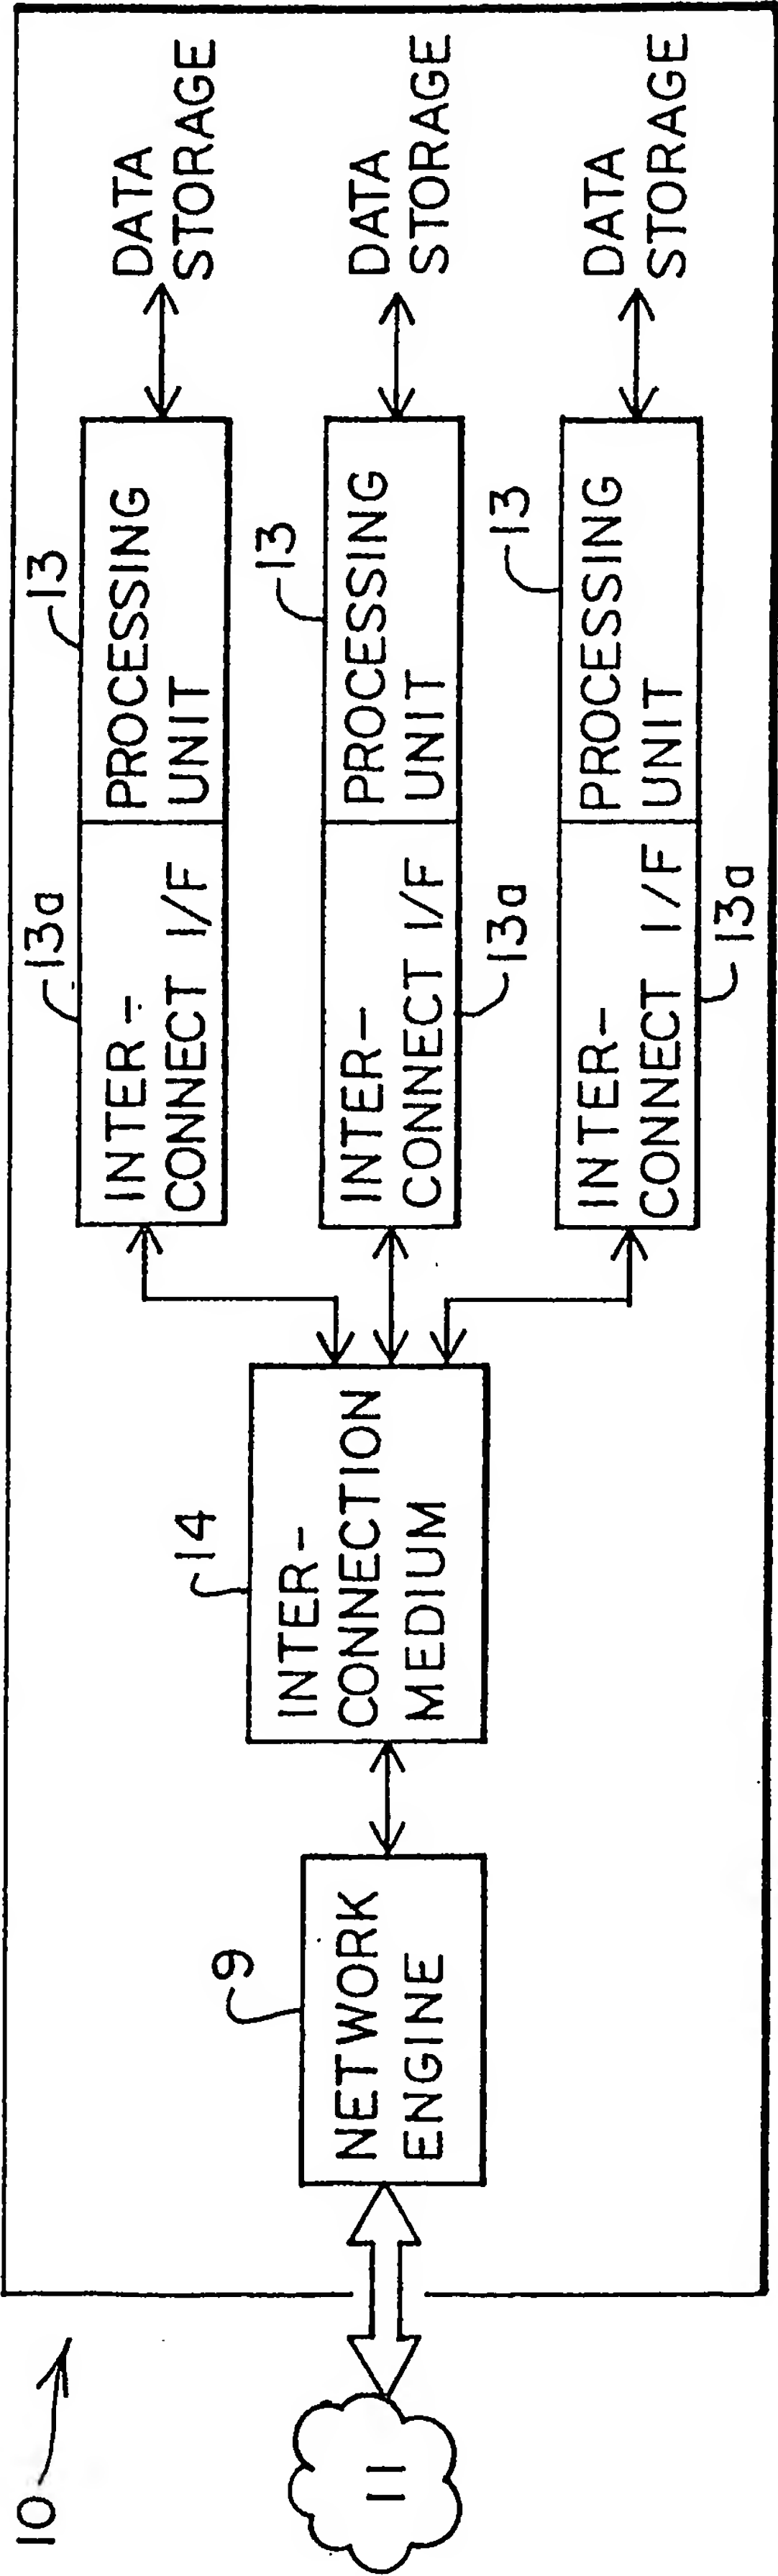 10
11
9
NETWORK
ENGINE
14
INTER-
CONNECTION
MEDIUM
13a
INTER-
CONNECT I/F
13
PROCESSING
UNIT
DATA
STORAGE
INTER-
CONNECT I/F
13a
13
PROCESSING
UNIT
DATA
STORAGE
INTER-
CONNECT I/F
13a
13
PROCESSING
UNIT
DATA
STORAGE